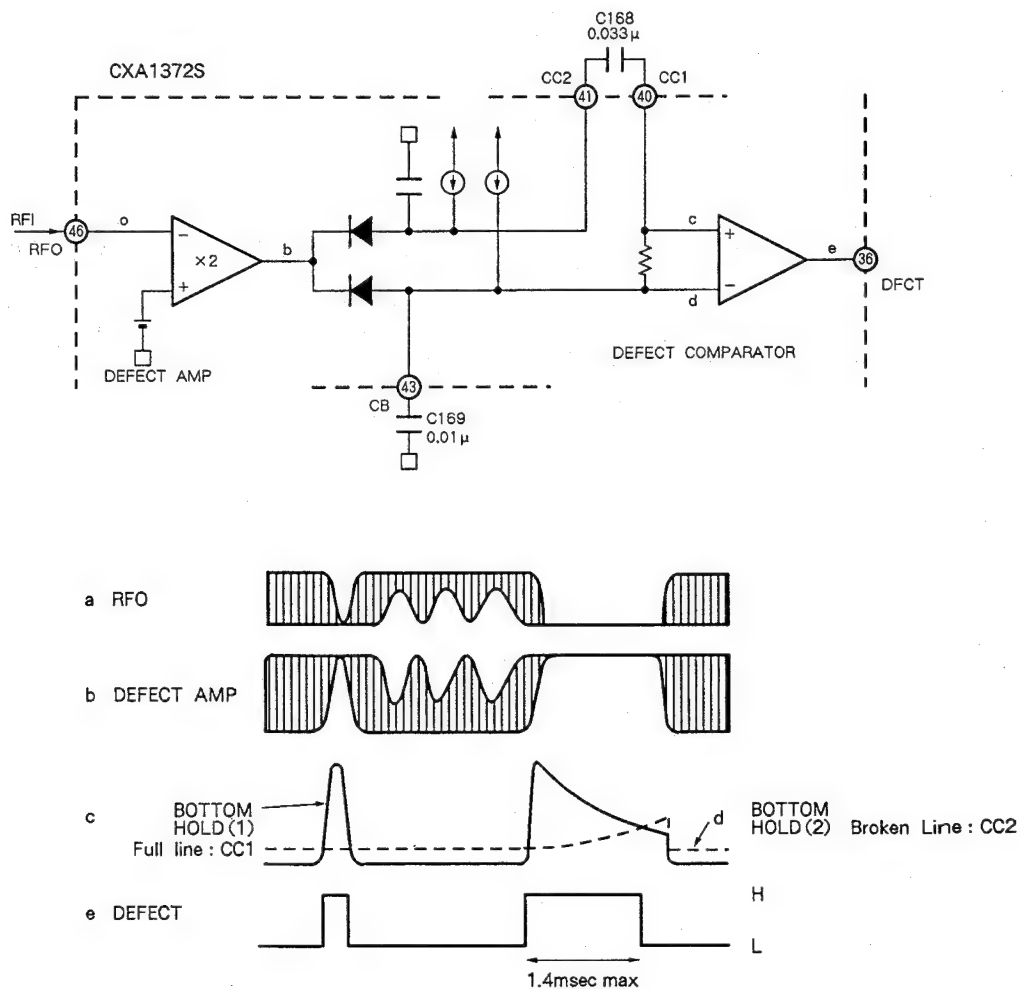 C168
0.033μ
CXA1372S
CC2
CC1
41
40
RFI
46
RFO
o
−
×2
+
b
c
+
−
d
e
36
DFCT
DEFECT AMP
DEFECT COMPARATOR
43
CB
C169
0.01μ
a RFO
b DEFECT AMP
c
BOTTOM
HOLD(1)
Full line : CC1
d
BOTTOM
HOLD(2) Broken Line : CC2
e DEFECT
H
L
1.4msec max